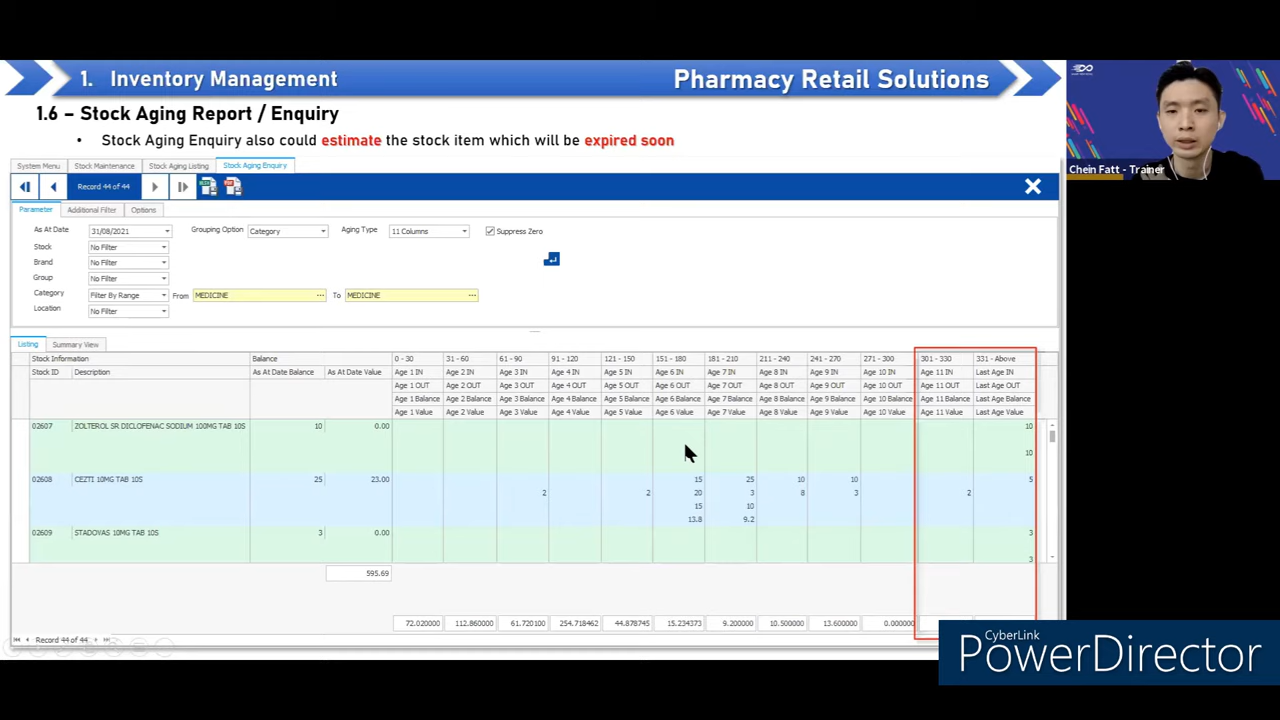 1. Inventory Management
Pharmacy Retail Solutions
1.6 – Stock Aging Report / Enquiry
• Stock Aging Enquiry also could estimate the stock item which will be expired soon
Chein Fatt - Trainer
System Menu Stock Maintenance Stock Aging Listing Stock Aging Enquiry
Record 44 of 44
Parameter Additional Filter Options
As At Date 31/08/2021 Grouping Option Category Aging Type 11 Columns Suppress Zero
Stock No Filter
Brand No Filter
Group No Filter
Category Filter By Range From MEDICINE To MEDICINE
Location No Filter
Listing Summary View
Stock Information Balance 0 - 30 31 - 60 61 - 90 91 - 120 121 - 150 151 - 180 181 - 210 211 - 240 241 - 270 271 - 300 301 - 330 331 - Above
Stock ID Description As At Date Balance As At Date Value Age 1 IN Age 2 IN Age 3 IN Age 4 IN Age 5 IN Age 6 IN Age 7 IN Age 8 IN Age 9 IN Age 10 IN Age 11 IN Last Age IN
Age 1 OUT Age 2 OUT Age 3 OUT Age 4 OUT Age 5 OUT Age 6 OUT Age 7 OUT Age 8 OUT Age 9 OUT Age 10 OUT Age 11 OUT Last Age OUT
Age 1 Balance Age 2 Balance Age 3 Balance Age 4 Balance Age 5 Balance Age 6 Balance Age 7 Balance Age 8 Balance Age 9 Balance Age 10 Balance Age 11 Balance Last Age Balance
Age 1 Value Age 2 Value Age 3 Value Age 4 Value Age 5 Value Age 6 Value Age 7 Value Age 8 Value Age 9 Value Age 10 Value Age 11 Value Last Age Value
02607 ZOLTEROL SR DICLOFENAC SODIUM 100MG TAB 10S 10 0.00 10
10
02608 CEZTI 10MG TAB 10S 25 23.00 15 25 10 10 5
2 2 20 3 8 3 2
15 10
13.8 9.2
02609 STADOVAS 10MG TAB 10S 3 0.00 3
3
595.69
72.020000 112.860000 61.720100 254.718462 44.878745 15.234373 9.200000 10.500000 13.600000 0.000000
Record 44 of 44
CyberLink
PowerDirector